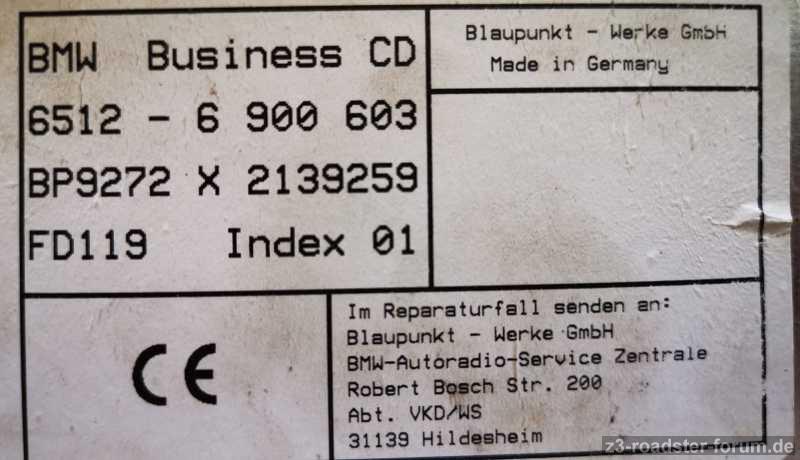 BMW Business CD
6512 - 6 900 603
BP9272 X 2139259
FD119 Index 01
Blaupunkt - Werke GmbH
Made in Germany
CE
Im Reparaturfall senden an:
Blaupunkt - Werke GmbH
BMW-Autoradio-Service Zentrale
Robert Bosch Str. 200
Abt. VKD/WS
31139 Hildesheim
z3-roadster-forum.de